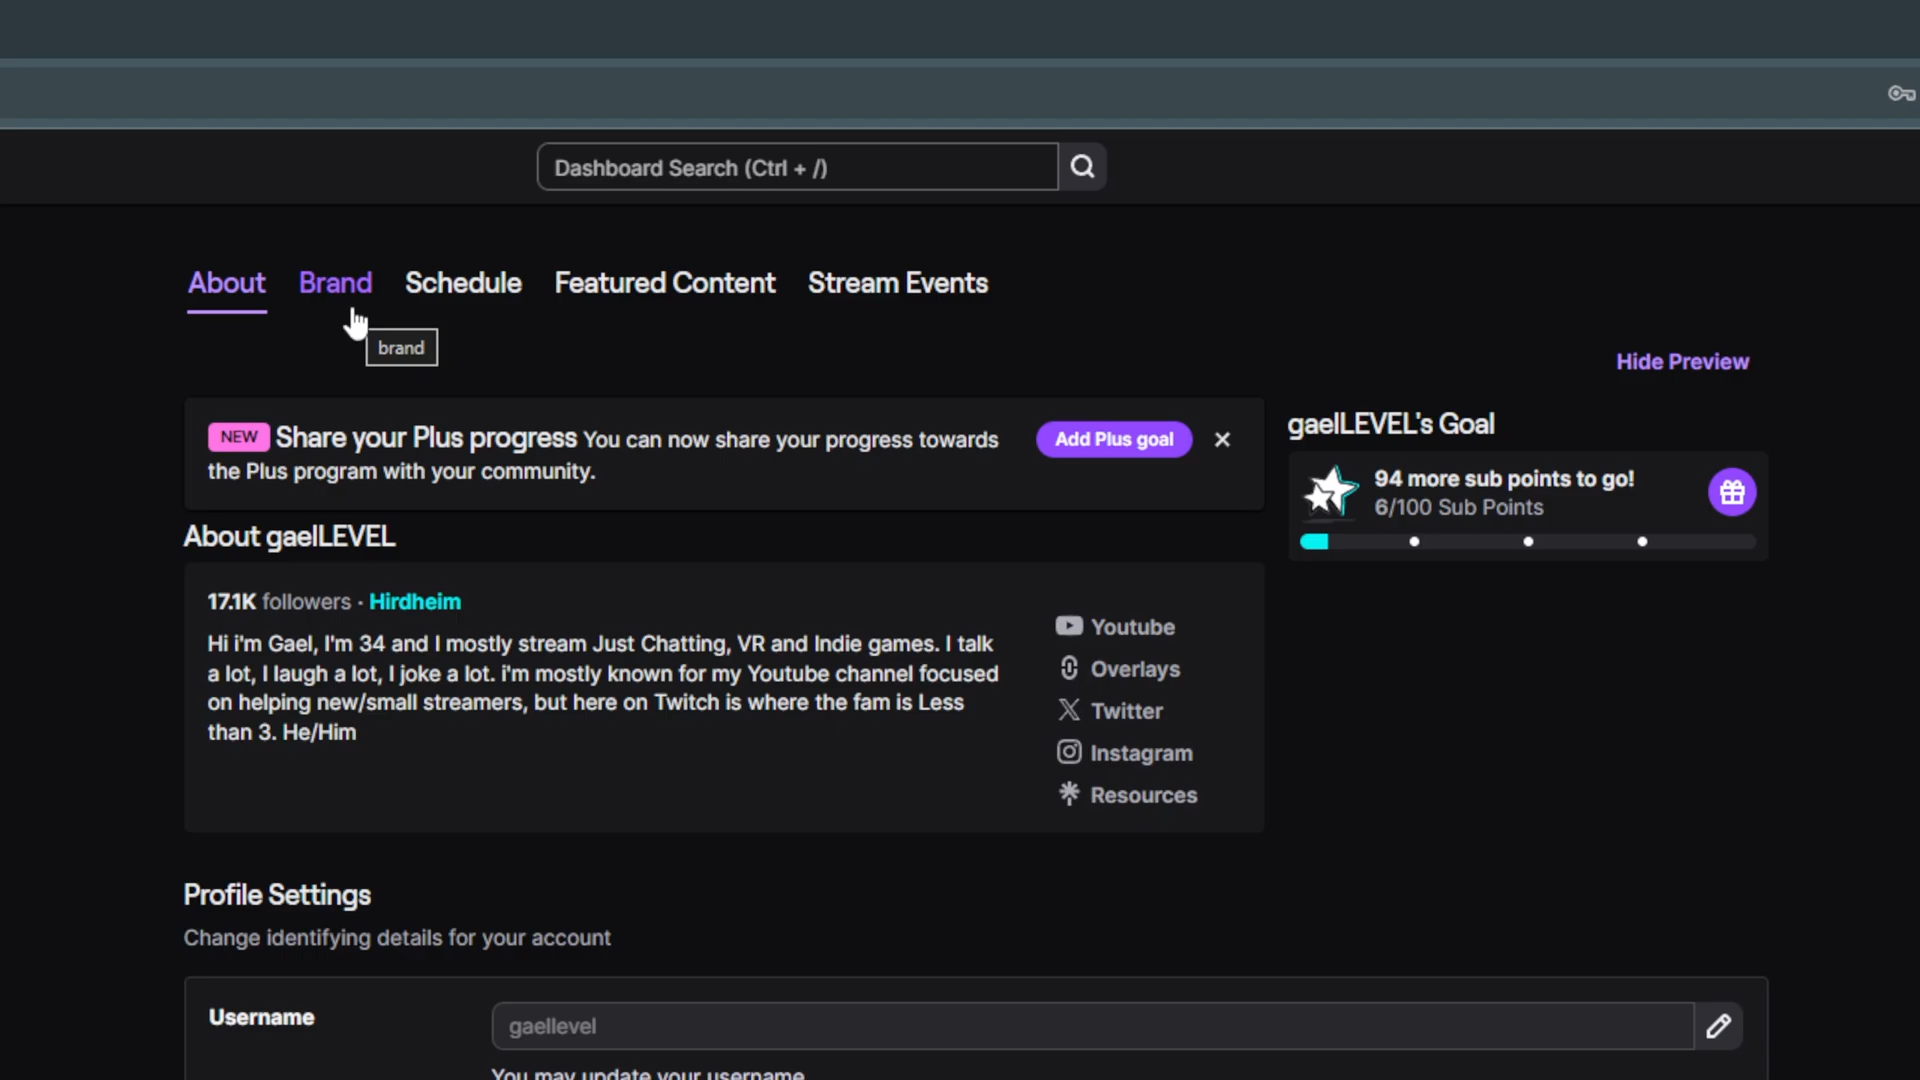 Dashboard Search (Ctrl + /)
About Brand Schedule Featured Content Stream Events
brand
Hide Preview
NEW Share your Plus progress You can now share your progress towards
the Plus program with your community.
Add Plus goal
gaelLEVEL's Goal
94 more sub points to go!
6/100 Sub Points
About gaelLEVEL
17.1K followers · Hirdheim
Hi i'm Gael, I'm 34 and I mostly stream Just Chatting, VR and Indie games. I talk
a lot, I laugh a lot, I joke a lot. i'm mostly known for my Youtube channel focused
on helping new/small streamers, but here on Twitch is where the fam is Less
than 3. He/Him
Youtube
Overlays
Twitter
Instagram
Resources
Profile Settings
Change identifying details for your account
Username
gaellevel
You may update your username